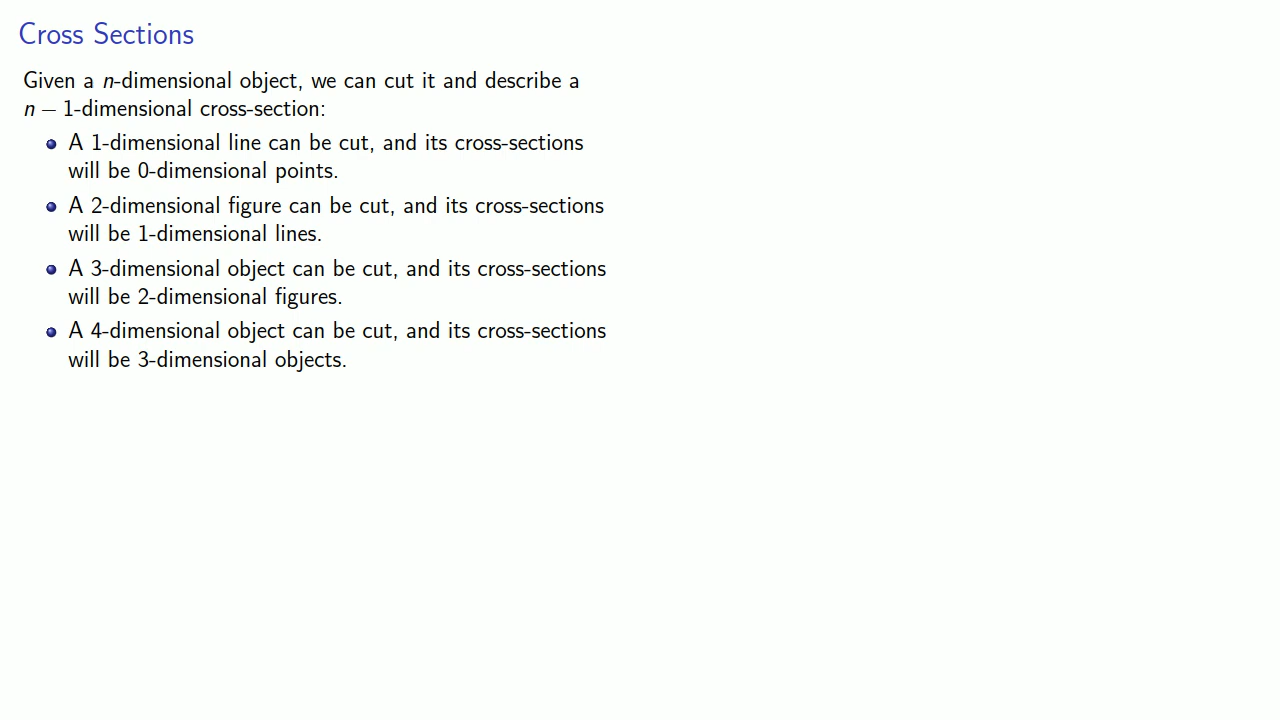 Cross Sections
Given a n-dimensional object, we can cut it and describe a
n − 1-dimensional cross-section:
A 1-dimensional line can be cut, and its cross-sections
will be 0-dimensional points.
A 2-dimensional figure can be cut, and its cross-sections
will be 1-dimensional lines.
A 3-dimensional object can be cut, and its cross-sections
will be 2-dimensional figures.
A 4-dimensional object can be cut, and its cross-sections
will be 3-dimensional objects.